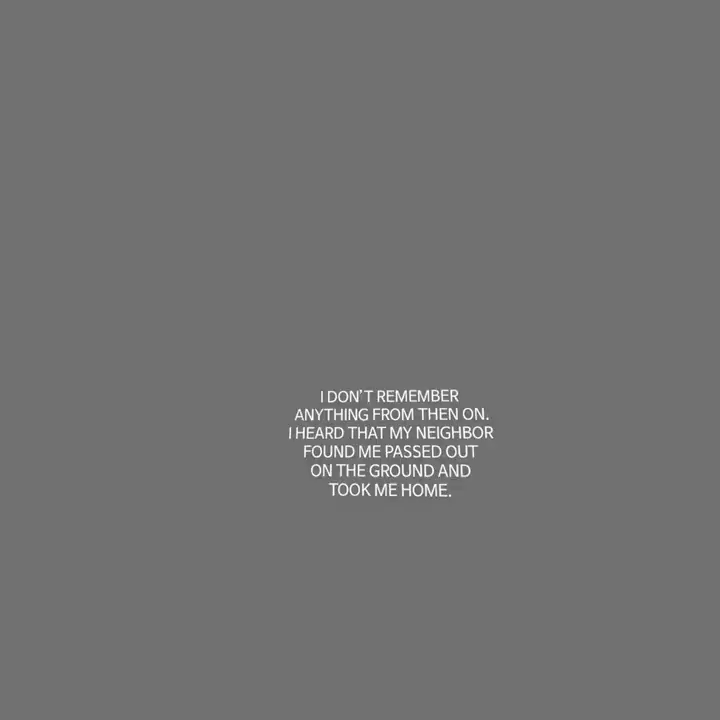 I DON'T REMEMBER
ANYTHING FROM THEN ON.
I HEARD THAT MY NEIGHBOR
FOUND ME PASSED OUT
ON THE GROUND AND
TOOK ME HOME.